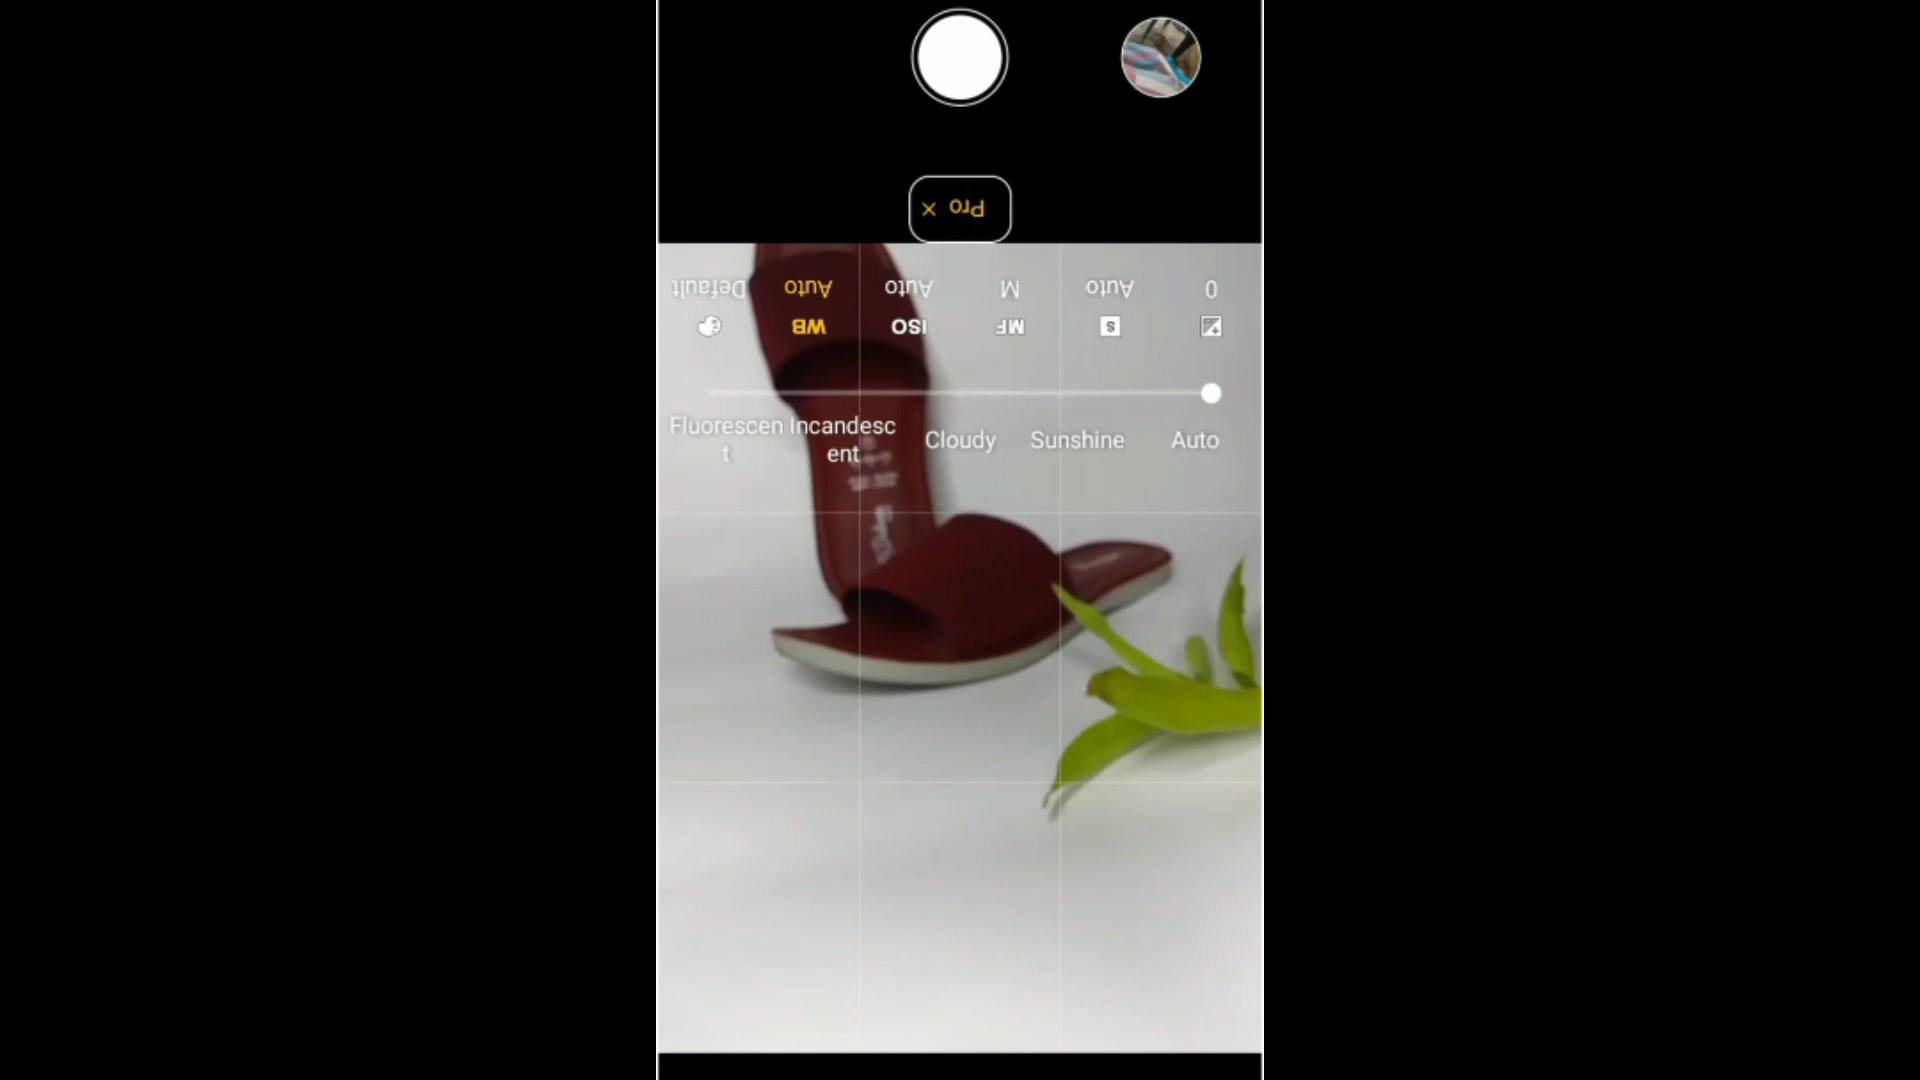 Pro ×
Default Auto Auto M Auto 0
WB ISO MF S
Fluorescen Incandesc Cloudy Sunshine Auto
t ent